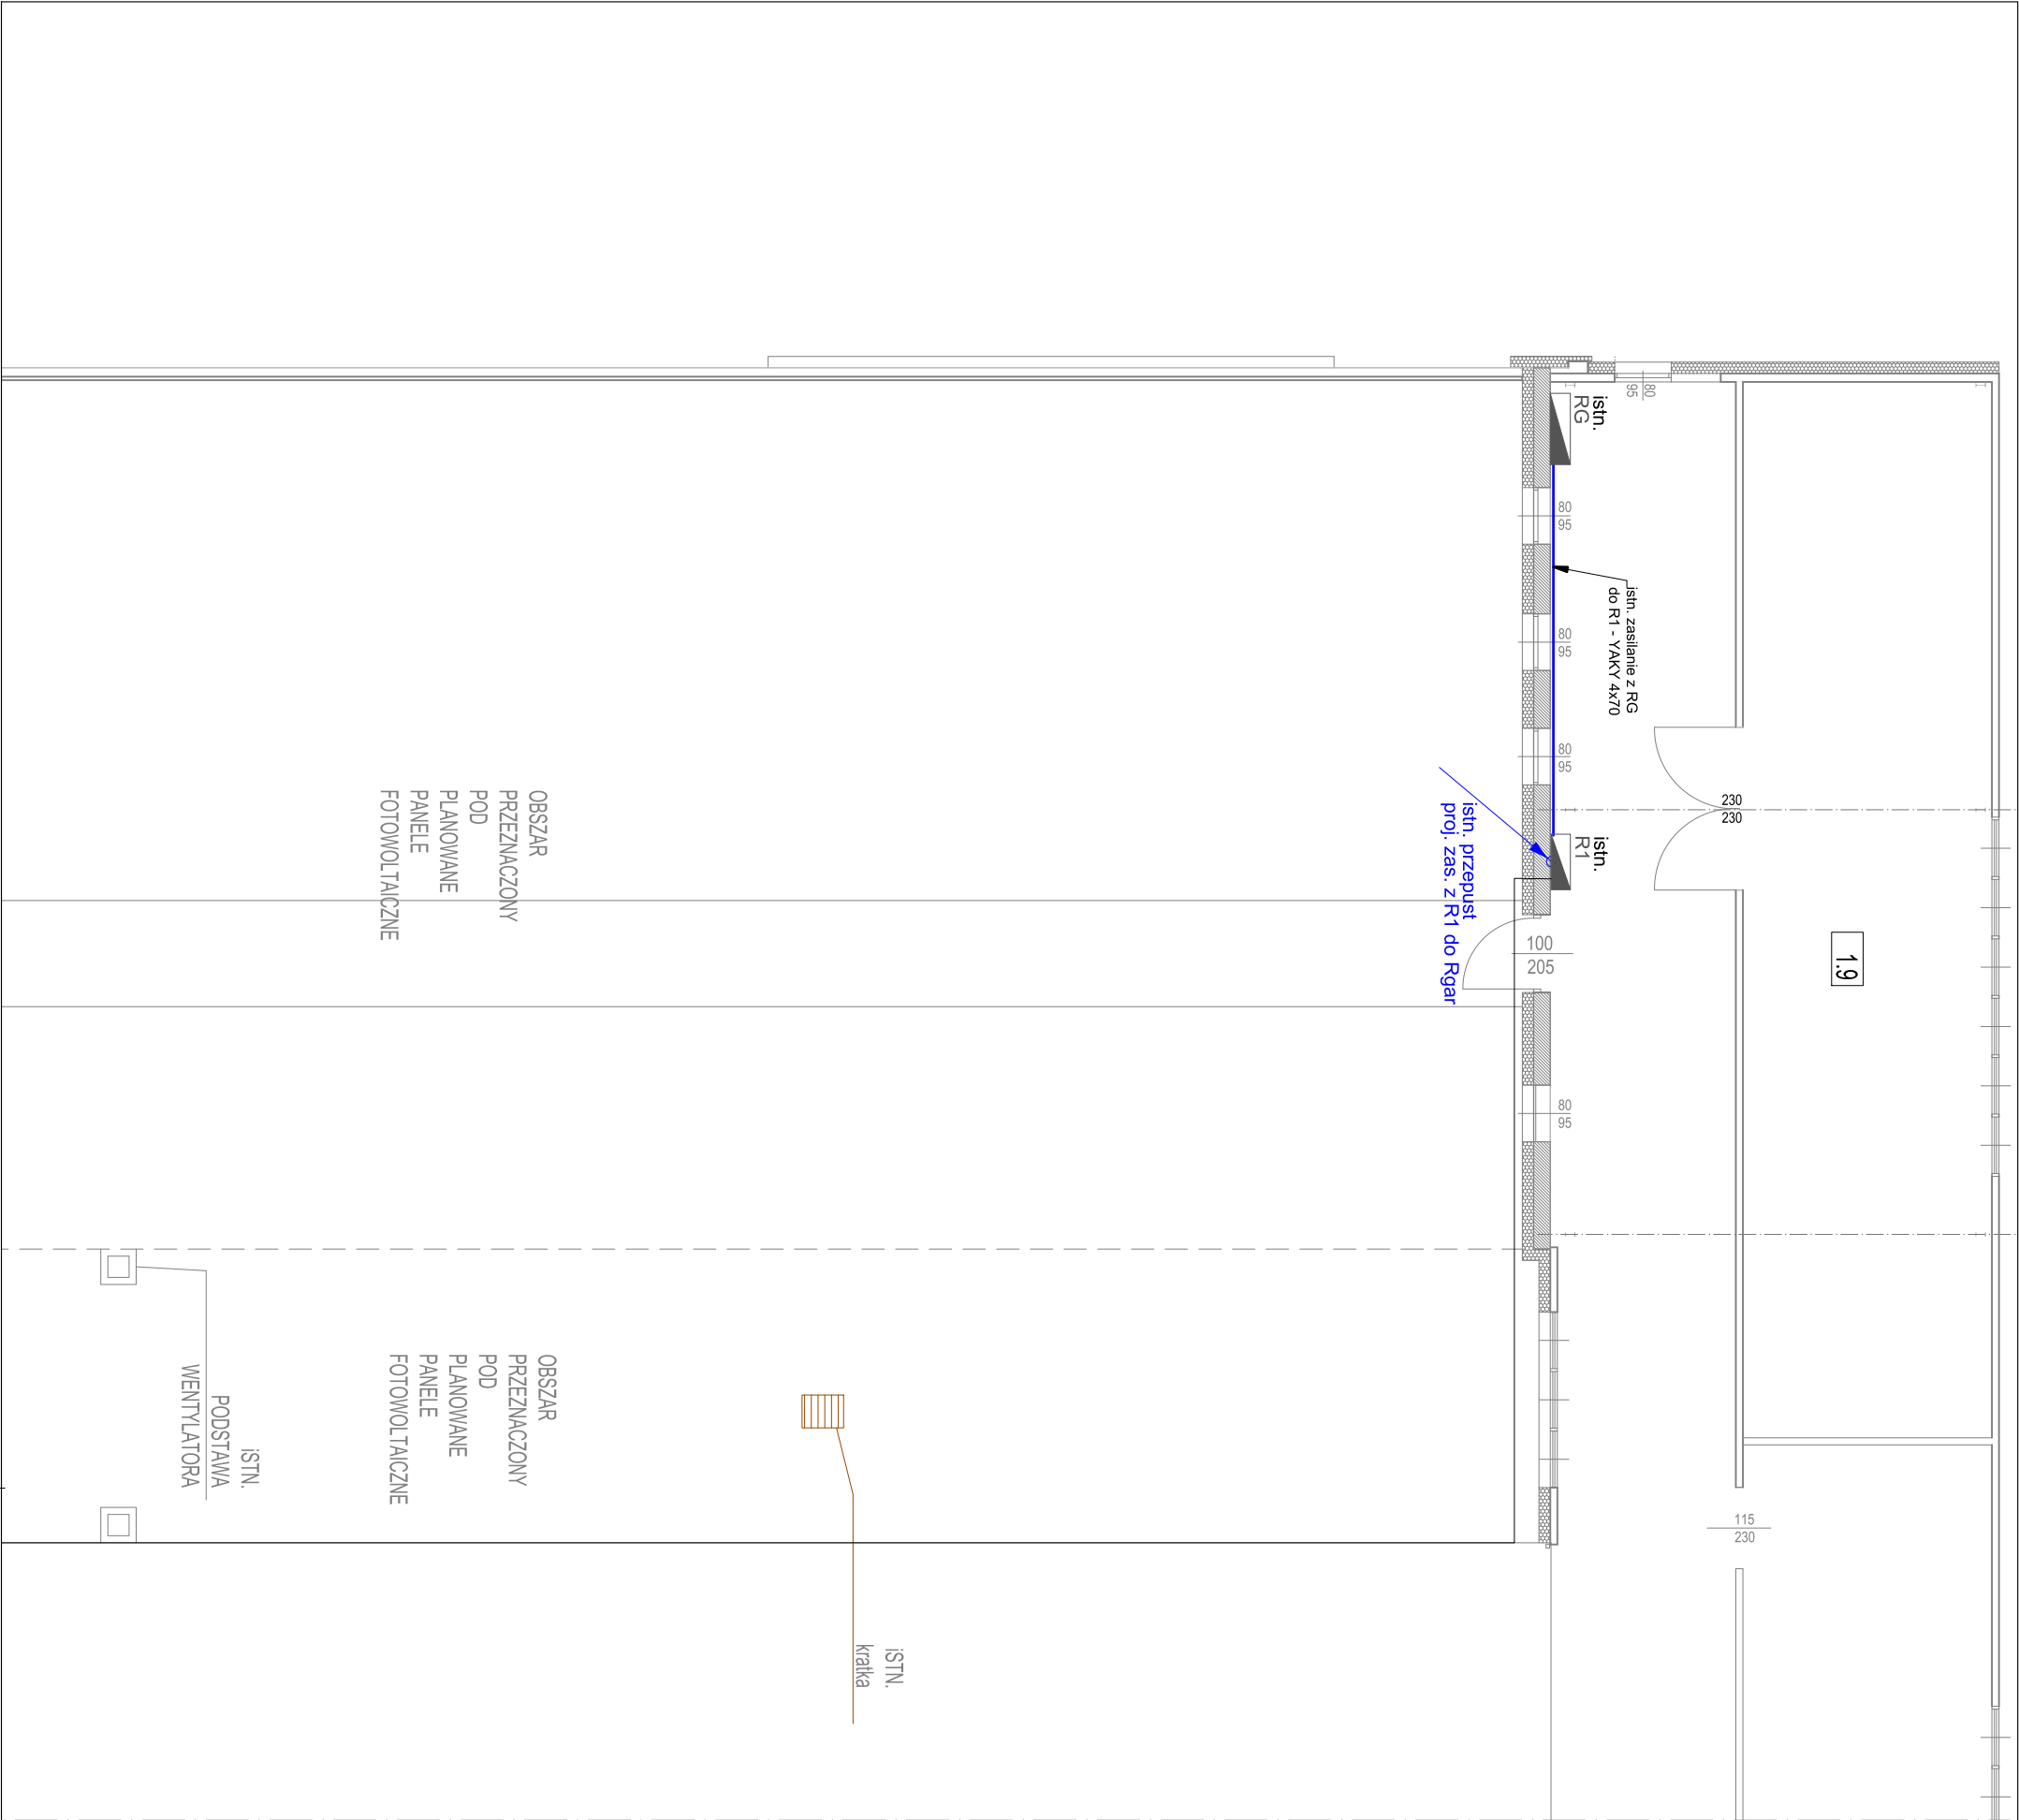 80
95
istn.
RG
80
95
istn. zasilanie z RG
do R1 - YAKY 4x70
80
95
80
95
230
230
istn.
R1
istn. przepust
proj. zas. z R1 do Rgar
100
205
1.9
OBSZAR
PRZEZNACZONY
POD
PLANOWANE
PANELE
FOTOWOLTAICZNE
80
95
OBSZAR
PRZEZNACZONY
POD
PLANOWANE
PANELE
FOTOWOLTAICZNE
iSTN.
PODSTAWA
WENTYLATORA
115
230
iSTN.
kratka